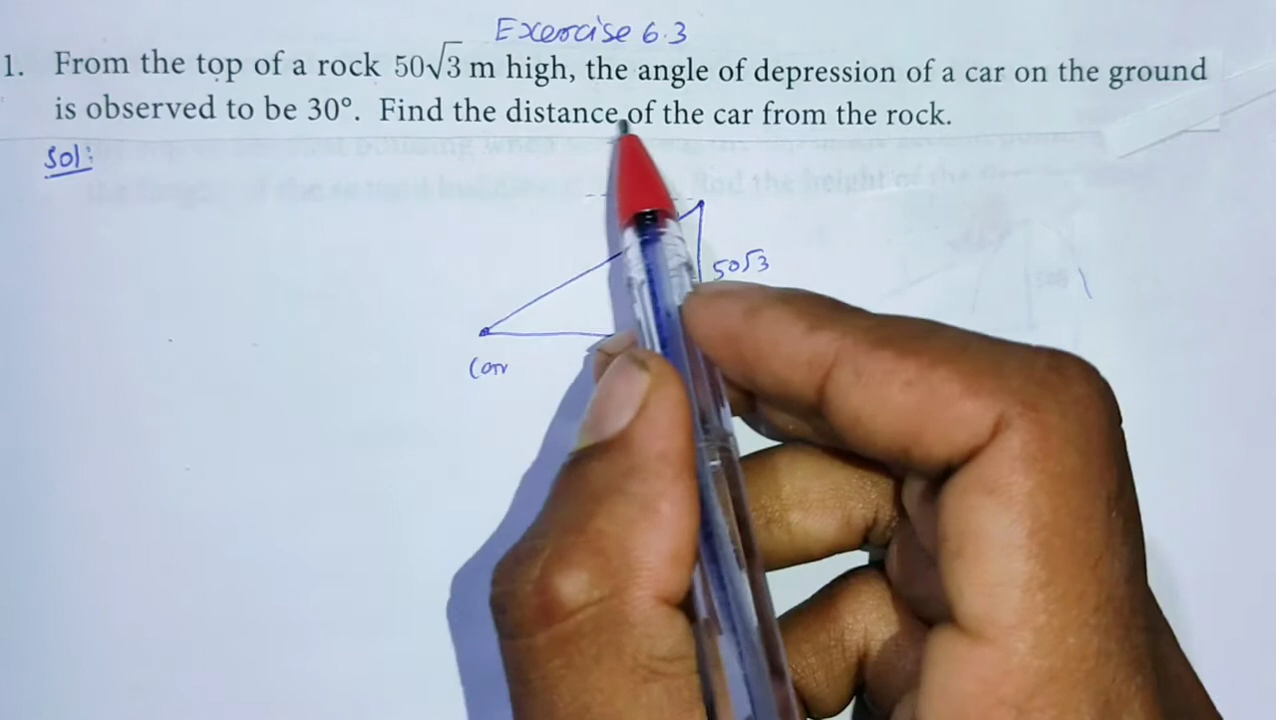 Exercise 6.3
1. From the top of a rock 50√3 m high, the angle of depression of a car on the ground
is observed to be 30°. Find the distance of the car from the rock.
Sol:
50√3
Car